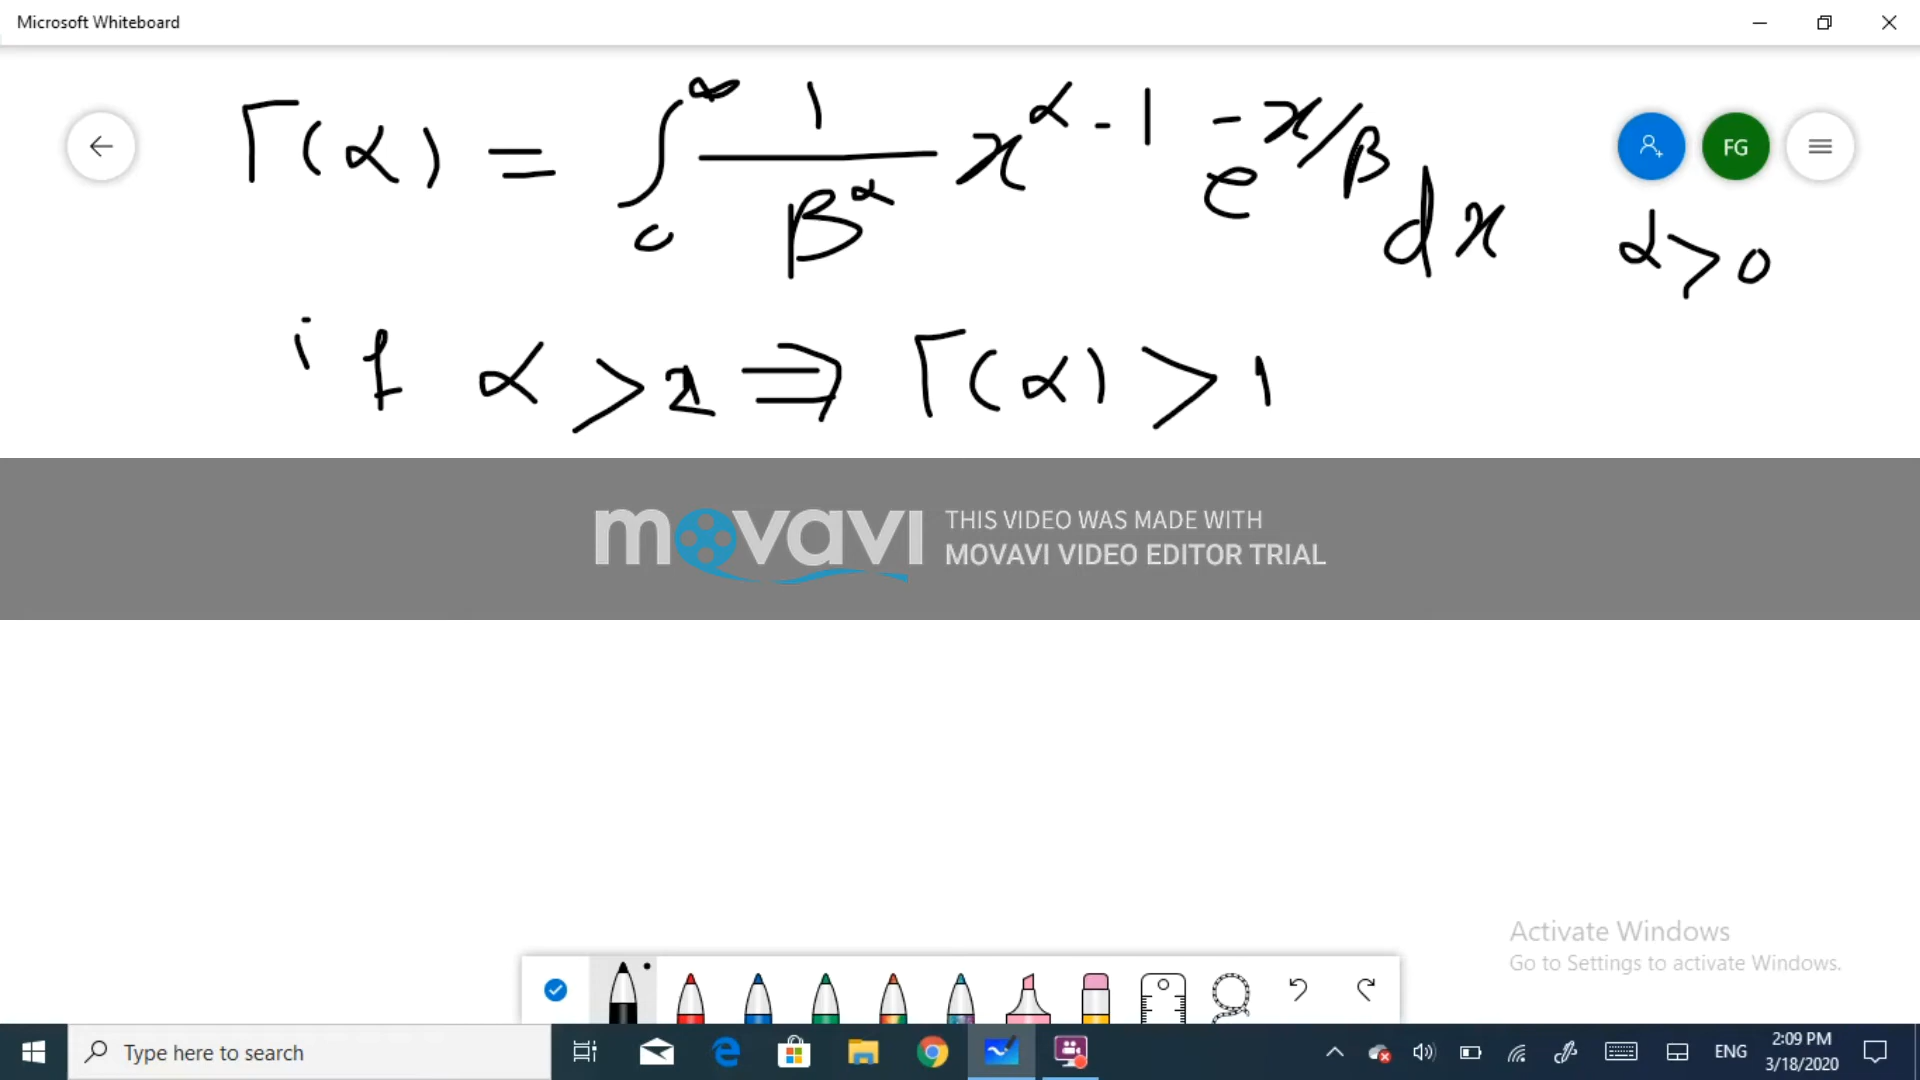 Microsoft Whiteboard
Γ(α) = ∫₀^∞ 1/β^α x^(α-1) e^(-x/β) dx α>0
FG
if α > 2 ⇒ Γ(α) > 1
movavi THIS VIDEO WAS MADE WITH
MOVAVI VIDEO EDITOR TRIAL
Activate Windows
Go to Settings to activate Windows.
Type here to search
ENG
2:09 PM
3/18/2020